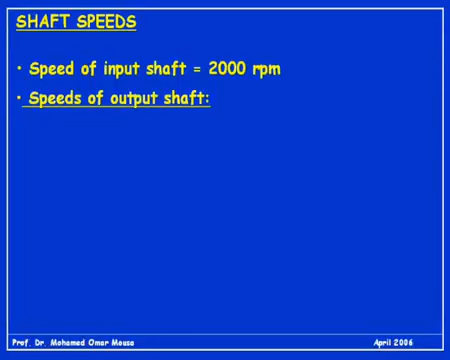 SHAFT SPEEDS
• Speed of input shaft = 2000 rpm
• Speeds of output shaft:
Prof. Dr. Mohamed Omar Mousa April 2006